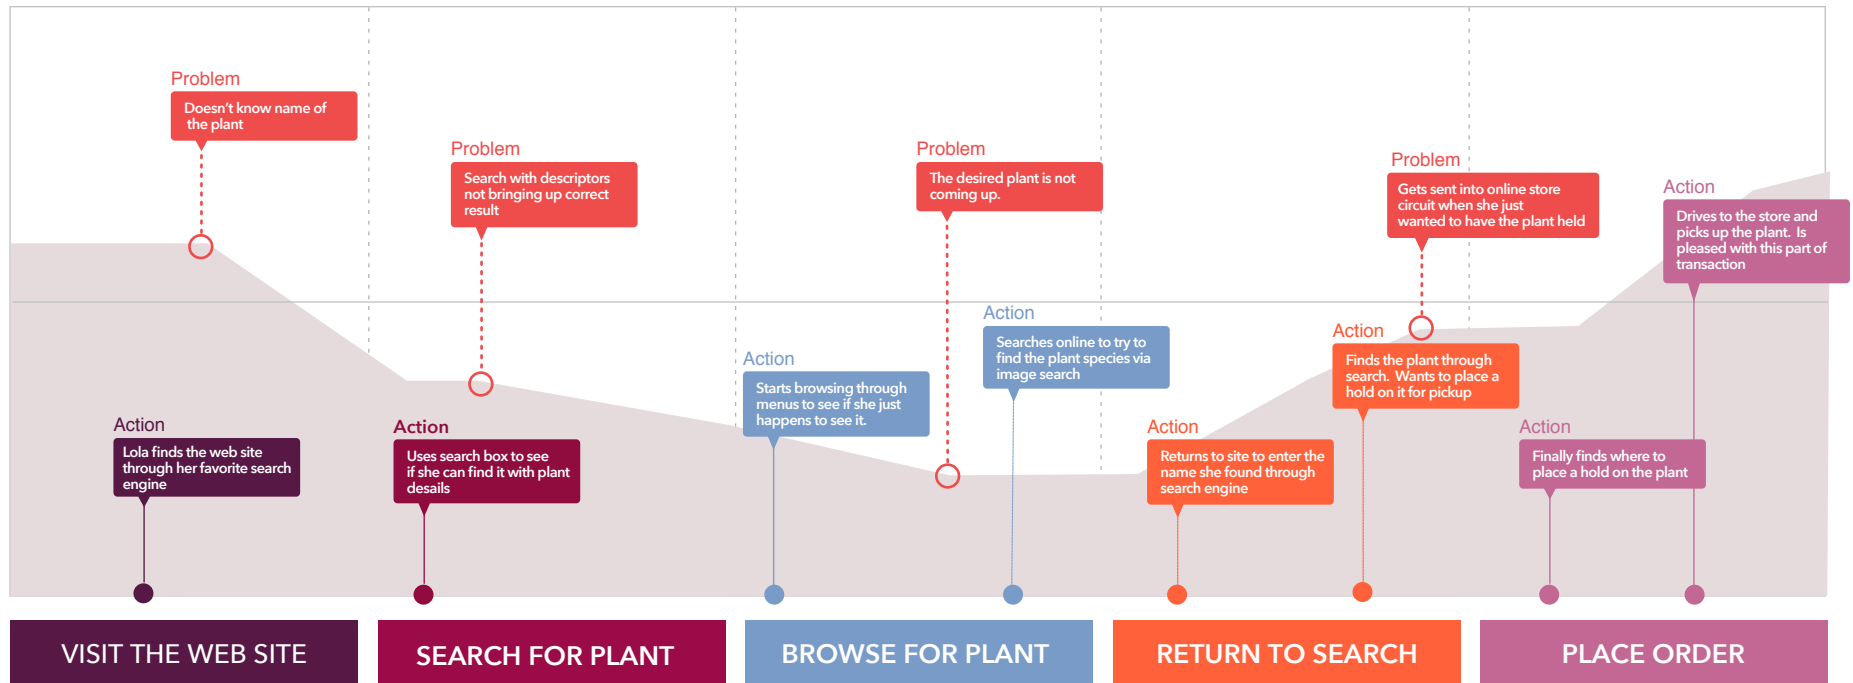 Problem
Doesn't know name of
the plant
Action
Lola finds the web site
through her favorite search
engine
VISIT THE WEB SITE
Problem
Search with descriptors
not bringing up correct
result
Action
Uses search box to see
if she can find it with plant
desails
SEARCH FOR PLANT
Problem
The desired plant is not
coming up.
Action
Starts browsing through
menus to see if she just
happens to see it.
Action
Searches online to try to
find the plant species via
image search
BROWSE FOR PLANT
Problem
Gets sent into online store
circuit when she just
wanted to have the plant held
Action
Returns to site to enter the
name she found through
search engine
Action
Finds the plant through
search. Wants to place a
hold on it for pickup
RETURN TO SEARCH
Action
Finally finds where to
place a hold on the plant
Action
Drives to the store and
picks up the plant. Is
pleased with this part of
transaction
PLACE ORDER